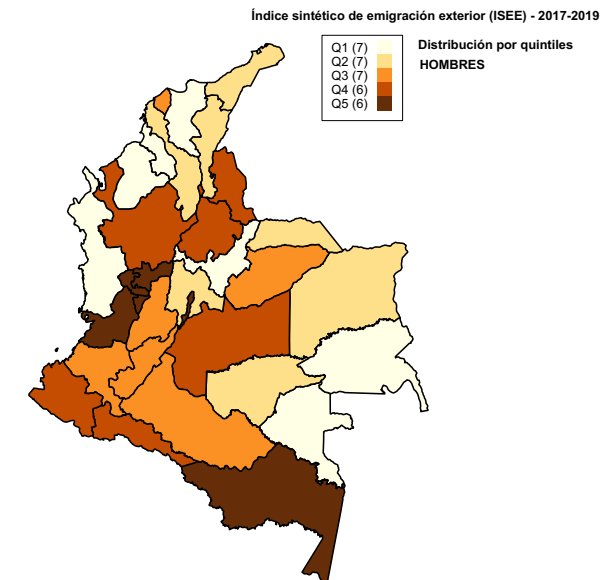 Índice sintético de emigración exterior (ISEE) - 2017-2019
Distribución por quintiles
HOMBRES
Q1 (7)
Q2 (7)
Q3 (7)
Q4 (6)
Q5 (6)